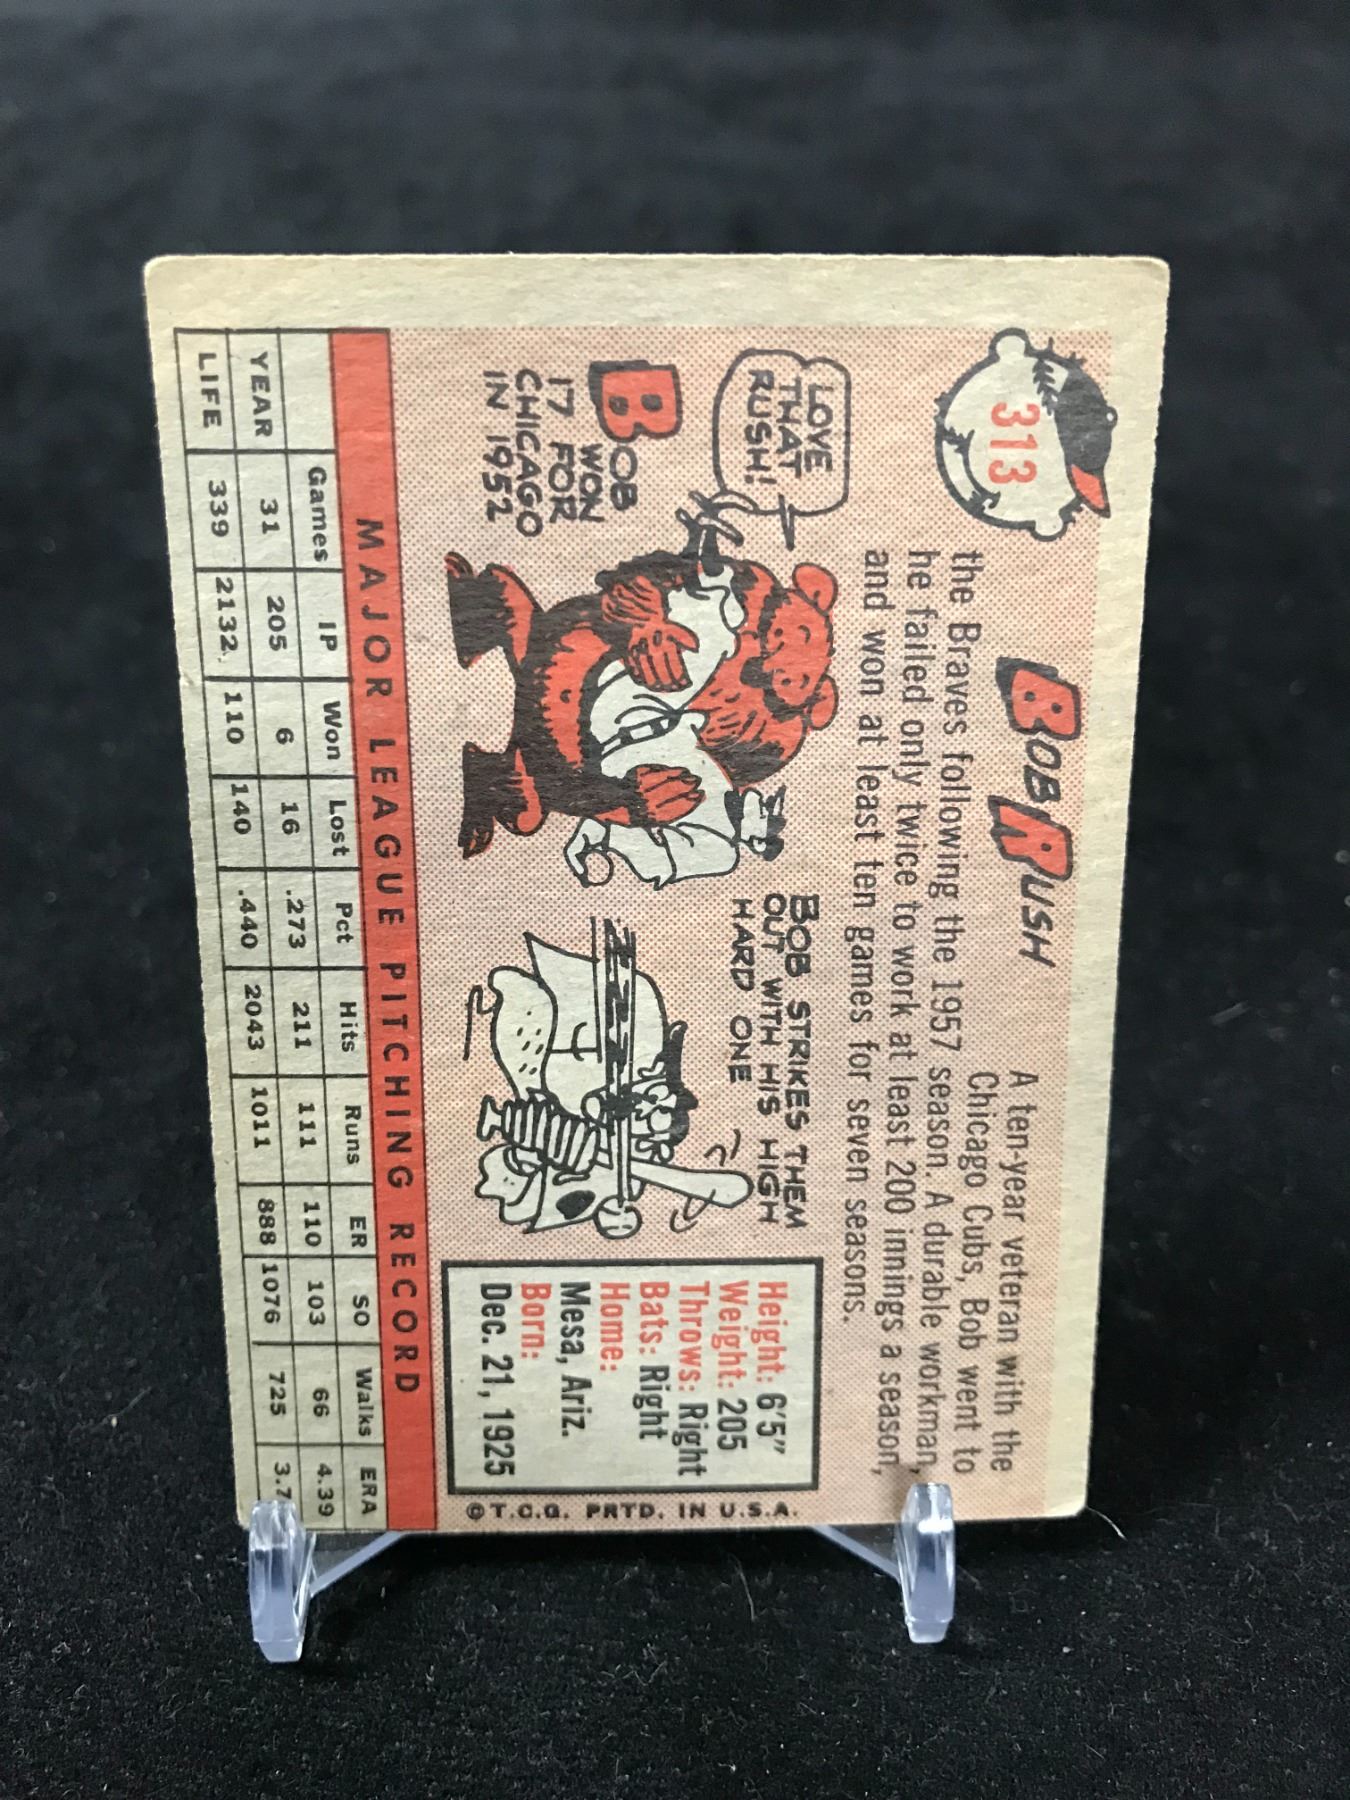 313
BOB RUSH
A ten-year veteran with the
Chicago Cubs, Bob went to
the Braves following the 1957 season. A durable workman,
he failed only twice to work at least 200 innings a season,
and won at least ten games for seven seasons.
LOVE
THAT
RUSH!
BOB
WON
17 FOR
CHICAGO
IN 1952
BOB STRIKES THEM
OUT WITH HIS HIGH
HARD ONE
Height: 6'5"
Weight: 205
Throws: Right
Bats: Right
Home:
Mesa, Ariz.
Born:
Dec. 21, 1925
©T.C.G. PRTD. IN U.S.A.
MAJOR LEAGUE PITCHING RECORD
Games IP Won Lost Pct Hits Runs ER SO Walks ERA
YEAR 31 205 6 16 .273 211 111 110 103 66 4.39
LIFE 339 2132 110 140 .440 2043 1011 888 1076 725